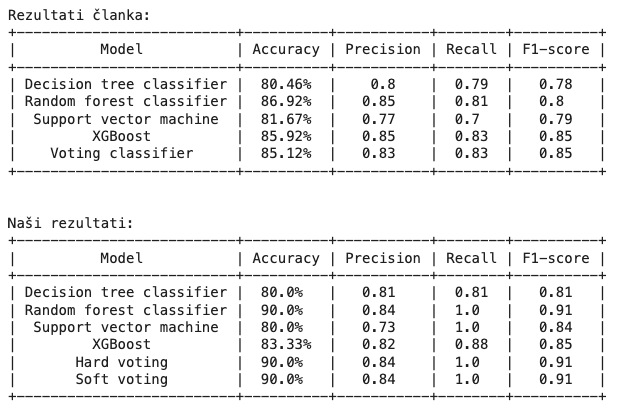 Rezultati članka:
+--------------------------+----------+-----------+--------+----------+
|          Model           | Accuracy | Precision | Recall | F1-score |
+--------------------------+----------+-----------+--------+----------+
| Decision tree classifier |  80.46%  |    0.8    |  0.79  |   0.78   |
| Random forest classifier |  86.92%  |   0.85    |  0.81  |   0.8    |
|  Support vector machine  |  81.67%  |   0.77    |  0.7   |   0.79   |
|         XGBoost          |  85.92%  |   0.85    |  0.83  |   0.85   |
|    Voting classifier     |  85.12%  |   0.83    |  0.83  |   0.85   |
+--------------------------+----------+-----------+--------+----------+
Naši rezultati:
+--------------------------+----------+-----------+--------+----------+
|          Model           | Accuracy | Precision | Recall | F1-score |
+--------------------------+----------+-----------+--------+----------+
| Decision tree classifier |  80.0%   |   0.81    |  0.81  |   0.81   |
| Random forest classifier |  90.0%   |   0.84    |  1.0   |   0.91   |
|  Support vector machine  |  80.0%   |   0.73    |  1.0   |   0.84   |
|         XGBoost          |  83.33%  |   0.82    |  0.88  |   0.85   |
|       Hard voting        |  90.0%   |   0.84    |  1.0   |   0.91   |
|       Soft voting        |  90.0%   |   0.84    |  1.0   |   0.91   |
+--------------------------+----------+-----------+--------+----------+